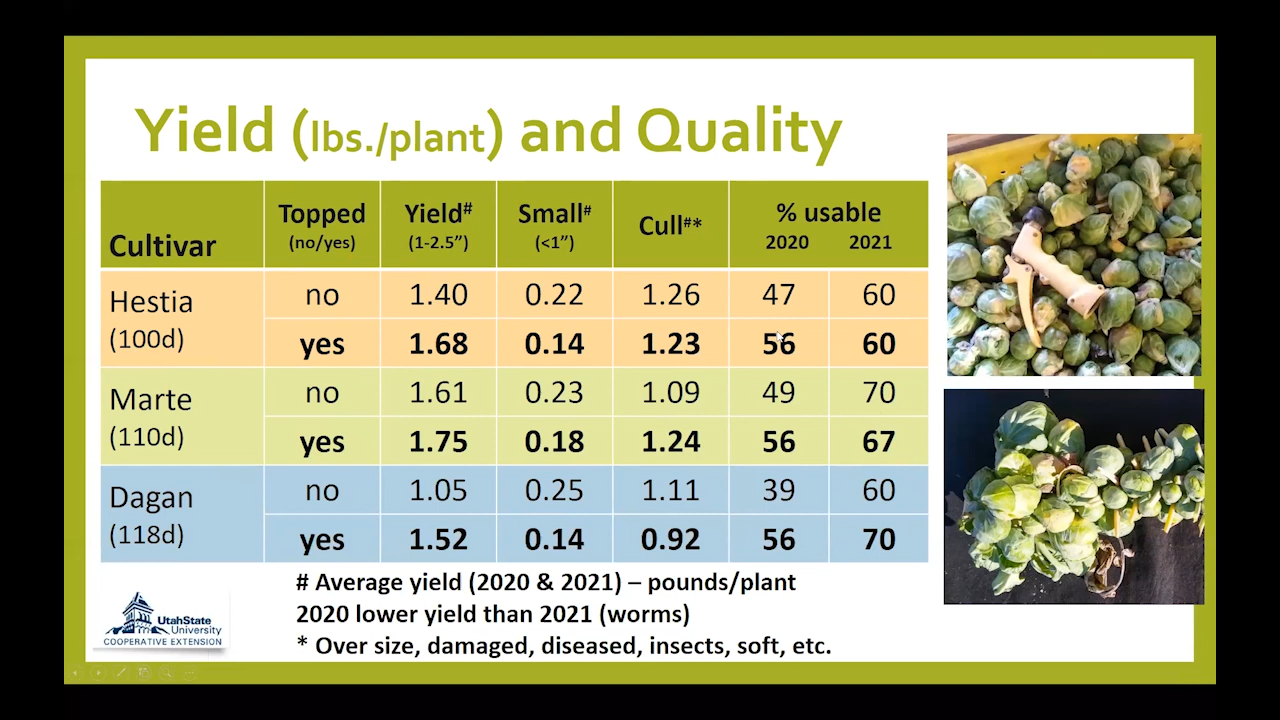 Yield (lbs./plant) and Quality
Cultivar Topped (no/yes) Yield# (1-2.5”) Small# (<1”) Cull#* % usable 2020 2021
Hestia (100d) no 1.40 0.22 1.26 47 60
yes 1.68 0.14 1.23 56 60
Marte (110d) no 1.61 0.23 1.09 49 70
yes 1.75 0.18 1.24 56 67
Dagan (118d) no 1.05 0.25 1.11 39 60
yes 1.52 0.14 0.92 56 70
# Average yield (2020 & 2021) – pounds/plant
2020 lower yield than 2021 (worms)
* Over size, damaged, diseased, insects, soft, etc.
UtahState
University
COOPERATIVE EXTENSION